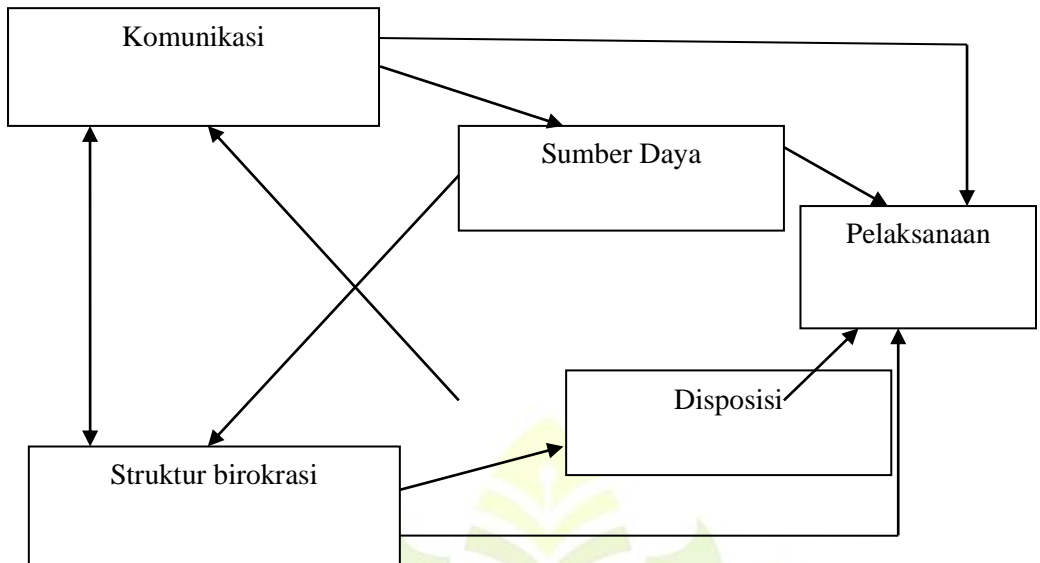 Komunikasi
Sumber Daya
Pelaksanaan
Disposisi
Struktur birokrasi